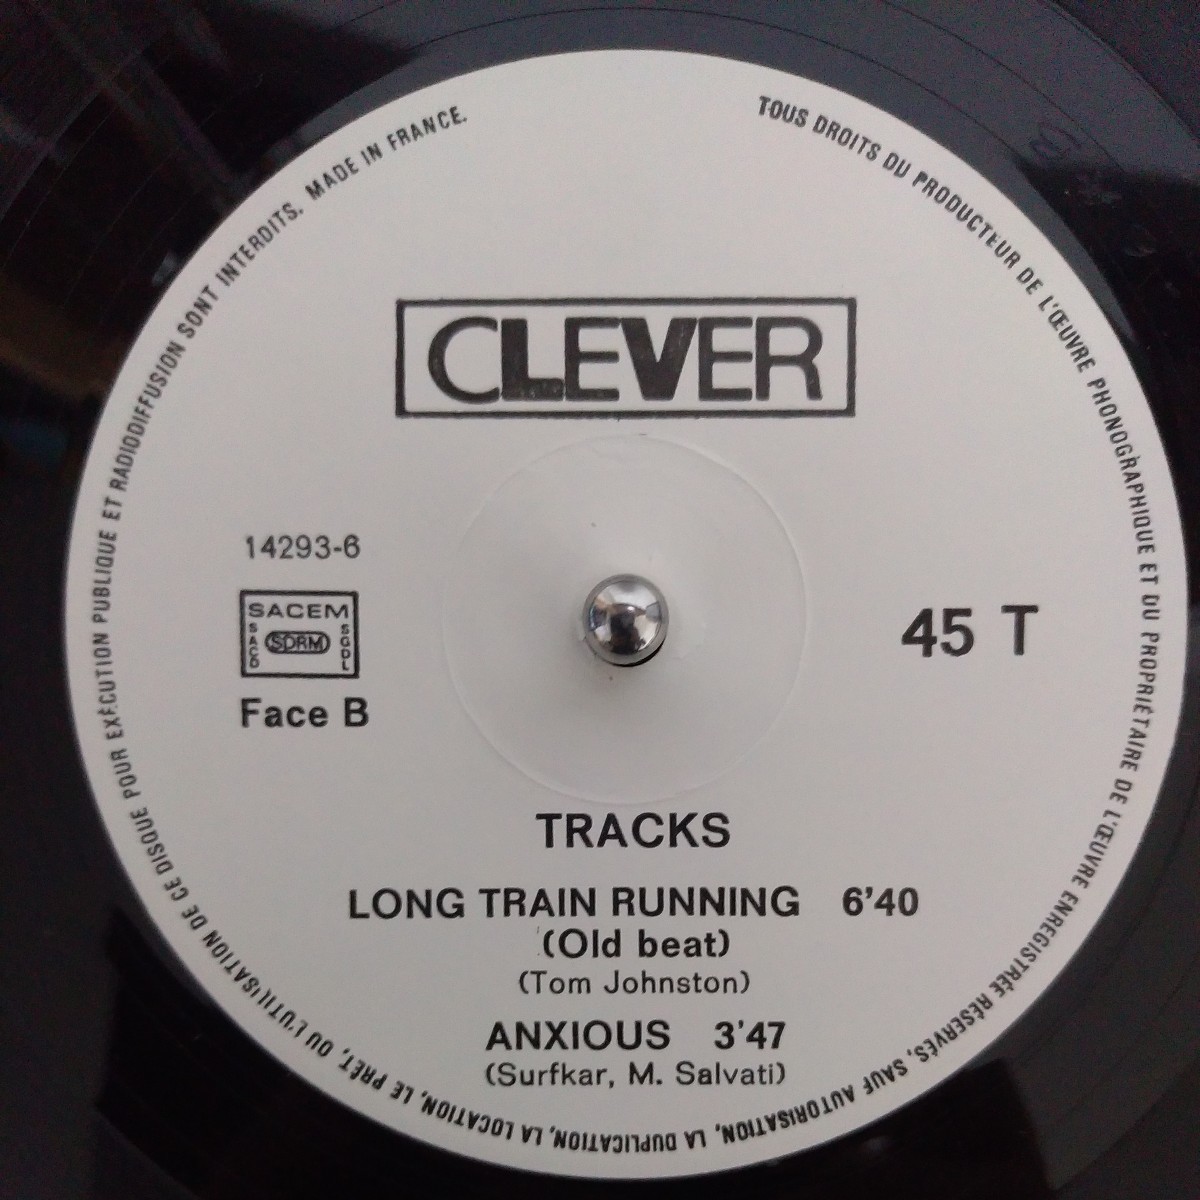 TOUS DROITS DU PRODUCTEUR DE L'ŒUVRE PHONOGRAPHIQUE ET DU PROPRIÉTAIRE DE L'ŒUVRE ENREGISTRÉE RÉSERVÉS, SAUF AUTORISATION, LA DUPLICATION, LA LOCATION, LE PRÊT, OU L'UTILISATION DE CE DISQUE POUR EXÉCUTION PUBLIQUE ET RADIODIFFUSION SONT INTERDITS. MADE IN FRANCE.
CLEVER
14293-6
SACEM
SACD SDRM SGDL
Face B
45 T
TRACKS
LONG TRAIN RUNNING 6'40
(Old beat)
(Tom Johnston)
ANXIOUS 3'47
(Surfkar, M. Salvati)